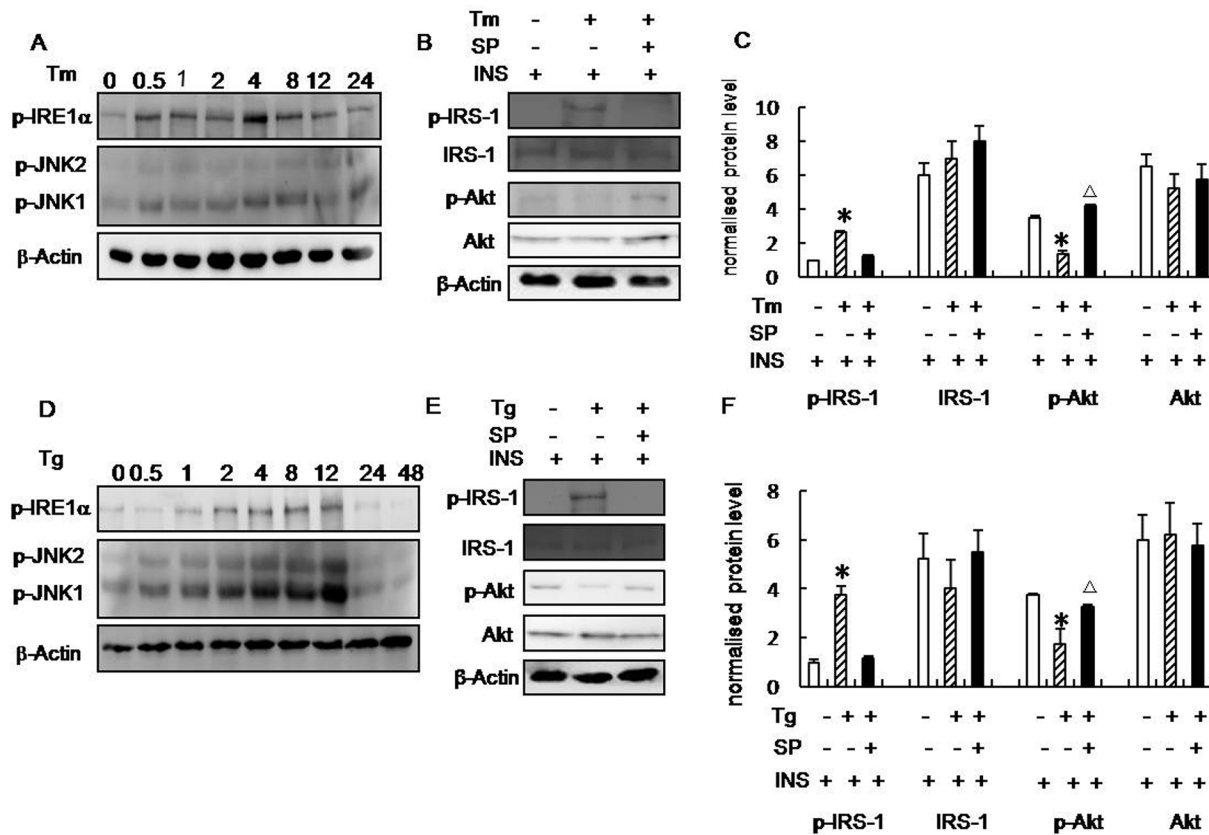 A
Tm 0 0.5 1 2 4 8 12 24
p-IRE1α
p-JNK2
p-JNK1
β-Actin
B
Tm - + +
SP - - +
INS + + +
p-IRS-1
IRS-1
p-Akt
Akt
β-Actin
C
normalised protein level
10
8
6
4
2
0
* * △
Tm - + + - + + - + + - + +
SP - - + - - + - - + - - +
INS + + + + + + + + + + + +
p-IRS-1 IRS-1 p-Akt Akt
D
Tg 0 0.5 1 2 4 8 12 24 48
p-IRE1α
p-JNK2
p-JNK1
β-Actin
E
Tg - + +
SP - - +
INS + + +
p-IRS-1
IRS-1
p-Akt
Akt
β-Actin
F
normalised protein level
8
6
4
2
0
* * △
Tg - + + - + + - + + - + +
SP - - + - - + - - + - - +
INS + + + + + + + + + + + +
p-IRS-1 IRS-1 p-Akt Akt